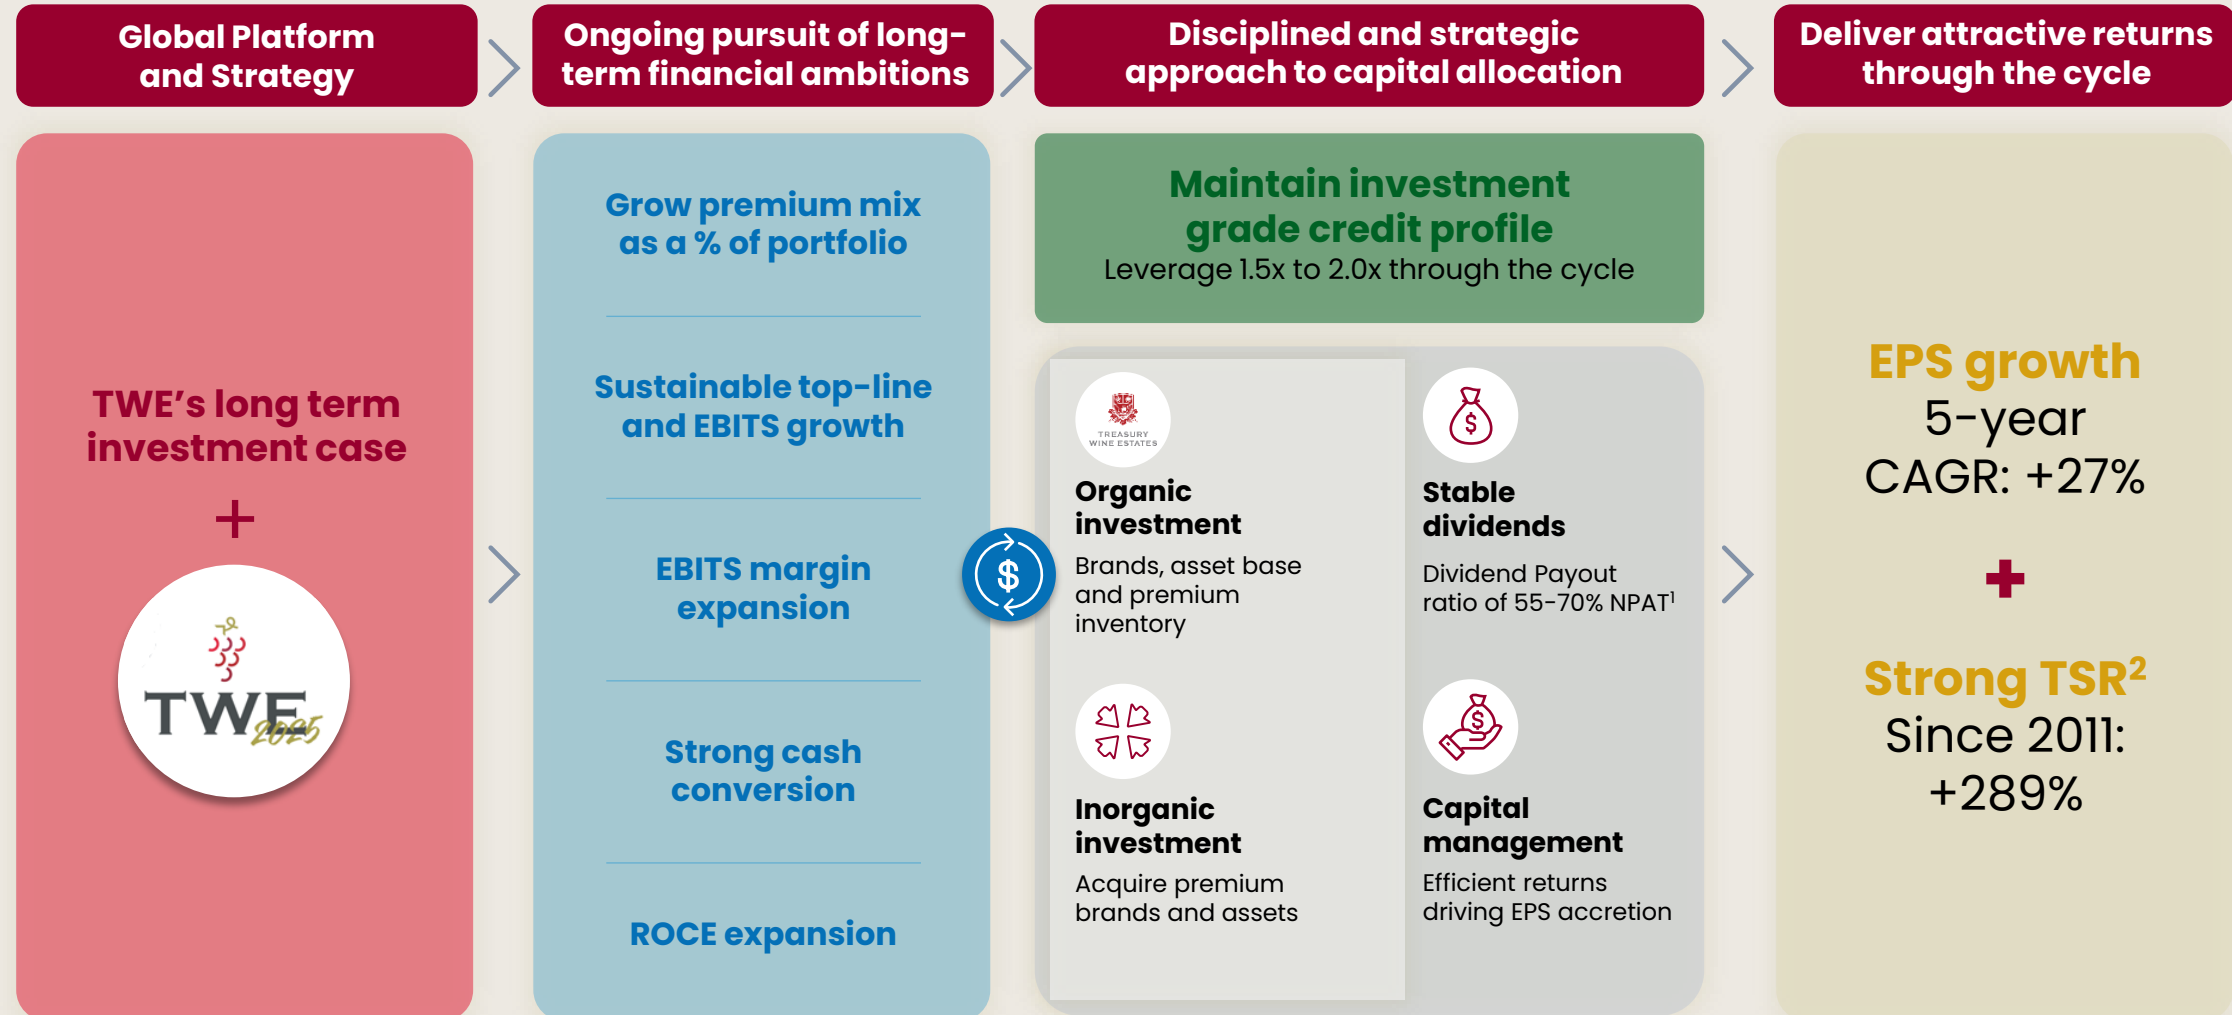 Global Platform
and Strategy
Ongoing pursuit of long-
term financial ambitions
Disciplined and strategic
approach to capital allocation
Deliver attractive returns
through the cycle
TWE's long term
investment case
+
TWE
2025
Grow premium mix
as a % of portfolio
Sustainable top-line
and EBITS growth
EBITS margin
expansion
Strong cash
conversion
ROCE expansion
$
Maintain investment
grade credit profile
Leverage 1.5x to 2.0x through the cycle
TREASURY
WINE ESTATES
Organic
investment
Brands, asset base
and premium
inventory
$
Stable
dividends
Dividend Payout
ratio of 55-70% NPAT¹
Inorganic
investment
Acquire premium
brands and assets
$
Capital
management
Efficient returns
driving EPS accretion
EPS growth
5-year
CAGR: +27%
+
Strong TSR²
Since 2011:
+289%